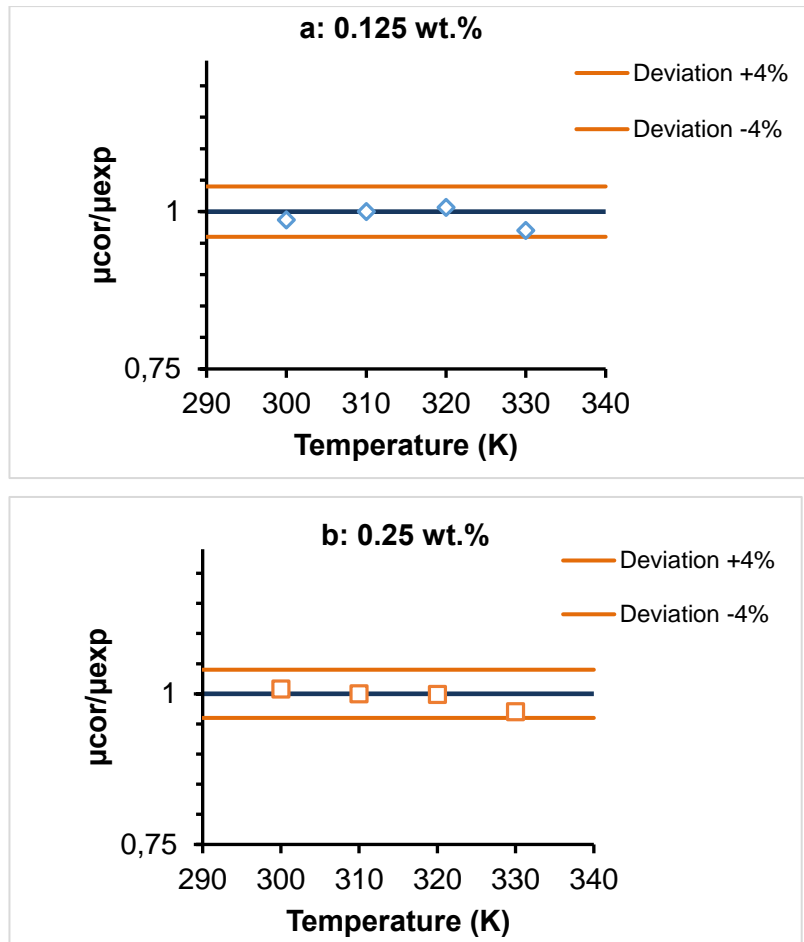 a: 0.125 wt.%
Deviation +4%
Deviation -4%
μcor/μexp
1
0,75
290 300 310 320 330 340
Temperature (K)
b: 0.25 wt.%
Deviation +4%
Deviation -4%
μcor/μexp
1
0,75
290 300 310 320 330 340
Temperature (K)